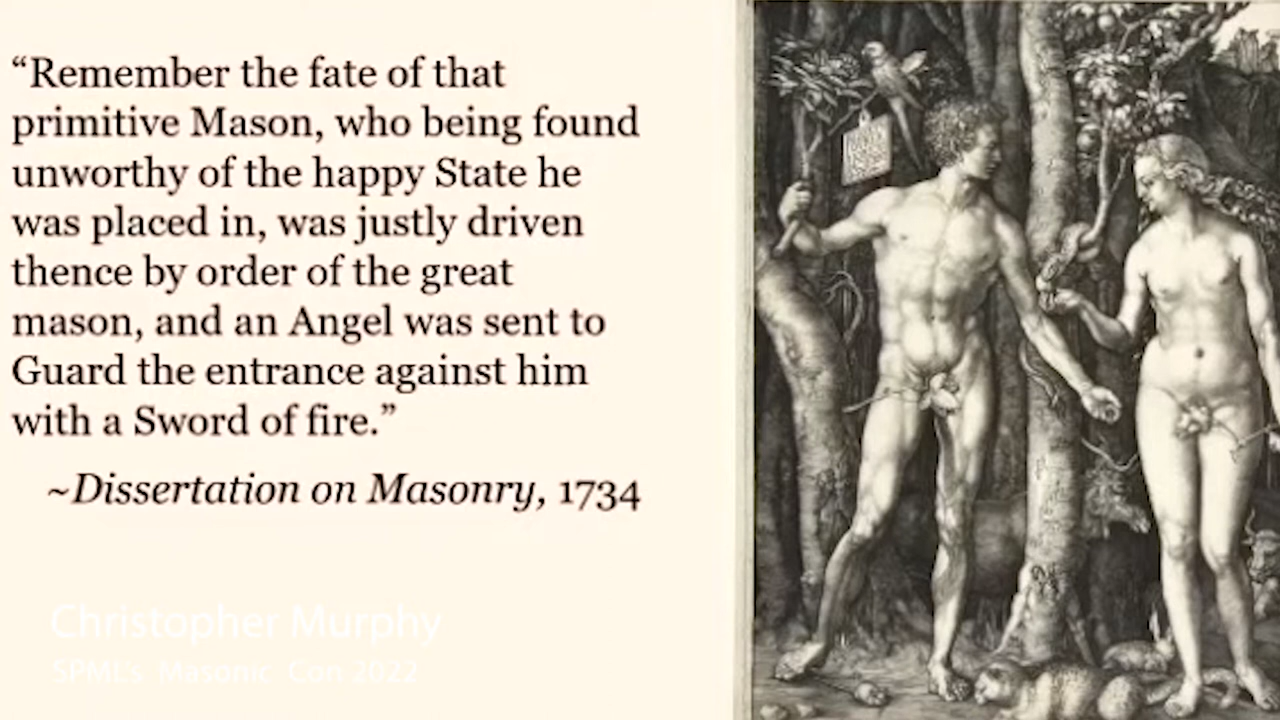 “Remember the fate of that
primitive Mason, who being found
unworthy of the happy State he
was placed in, was justly driven
thence by order of the great
mason, and an Angel was sent to
Guard the entrance against him
with a Sword of fire.”
~Dissertation on Masonry, 1734
Christopher Murphy
SPML's Masonic Con 2022